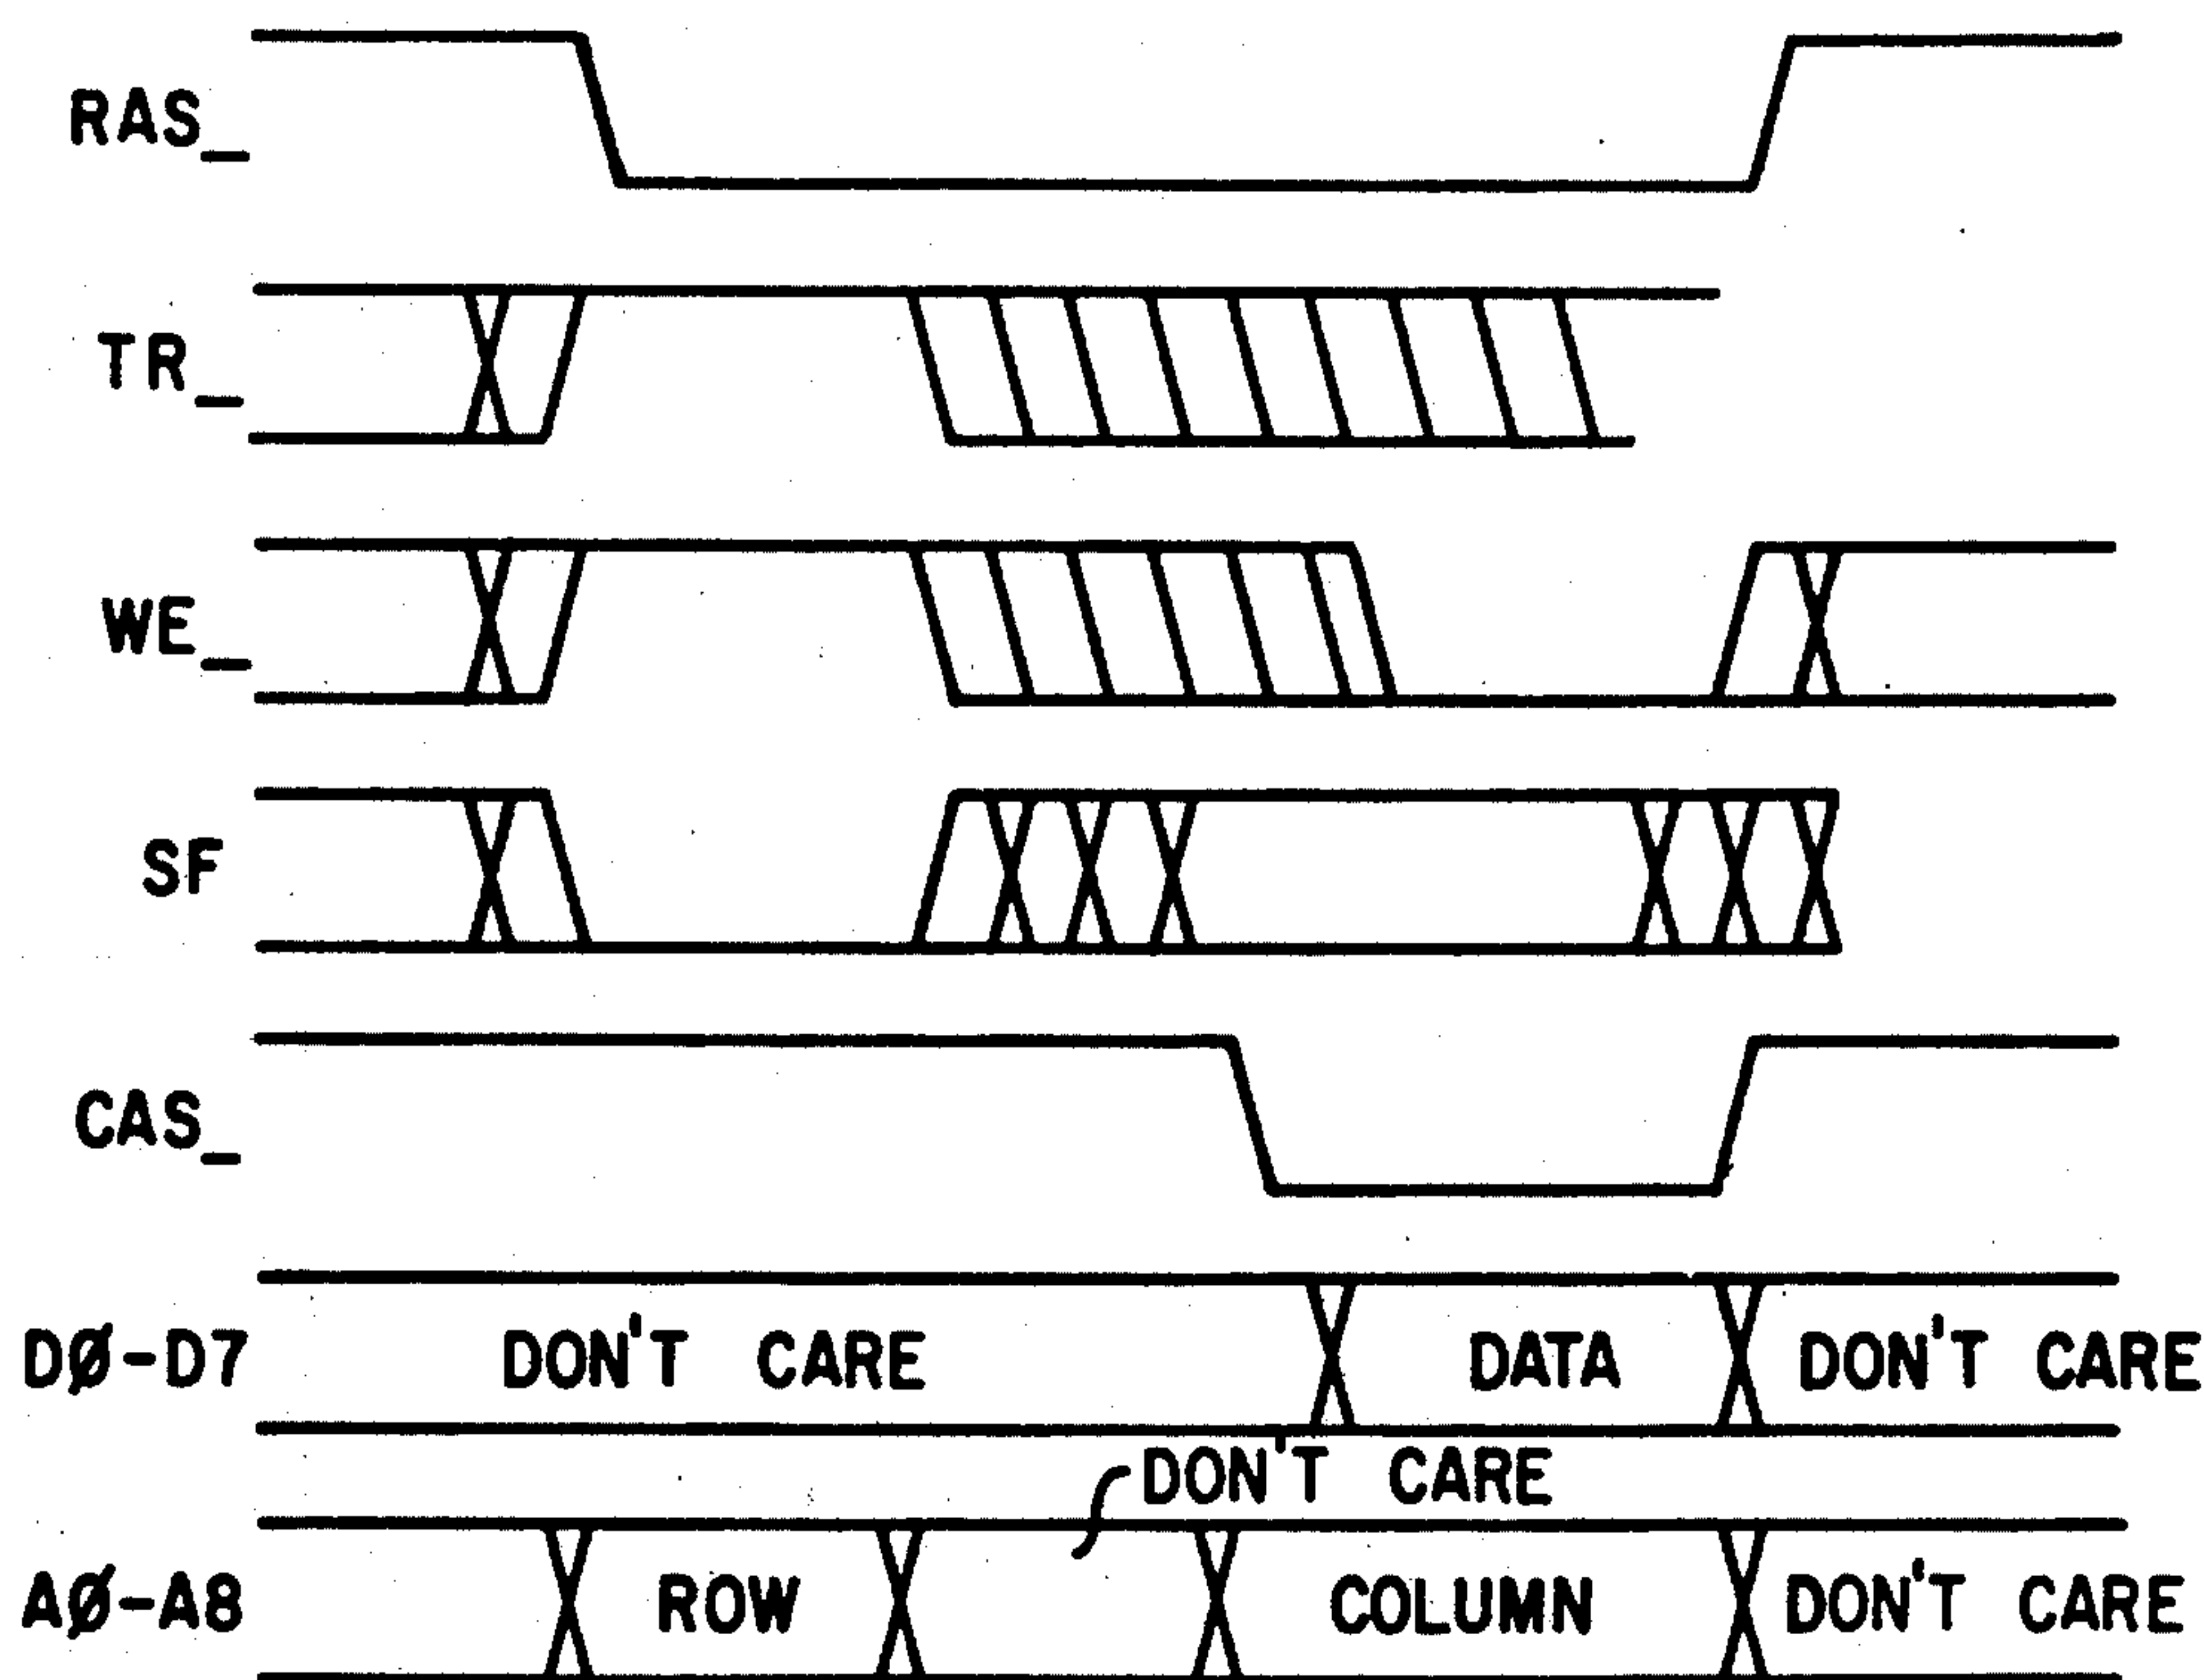 RAS_
TR_
WE_
SF
CAS_
DØ-D7 DON'T CARE DATA DON'T CARE
DON'T CARE
AØ-A8 ROW COLUMN DON'T CARE